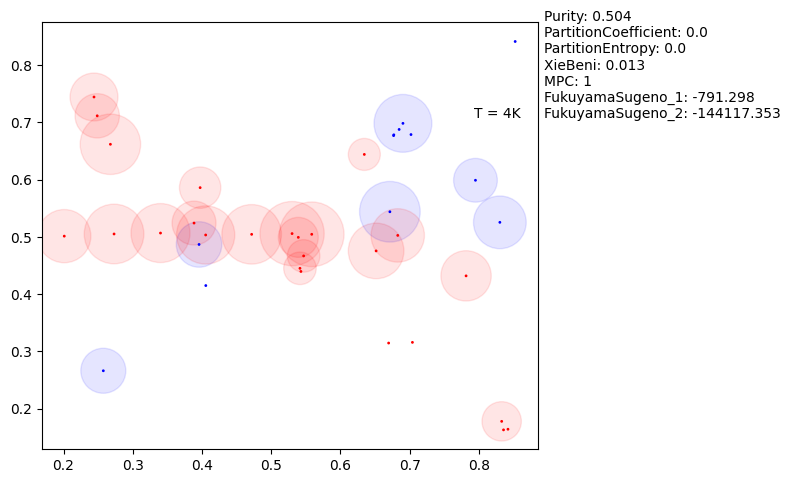 Purity: 0.504
PartitionCoefficient: 0.0
PartitionEntropy: 0.0
XieBeni: 0.013
MPC: 1
FukuyamaSugeno_1: -791.298
FukuyamaSugeno_2: -144117.353
T = 4K
0.8
0.7
0.6
0.5
0.4
0.3
0.2
0.2 0.3 0.4 0.5 0.6 0.7 0.8